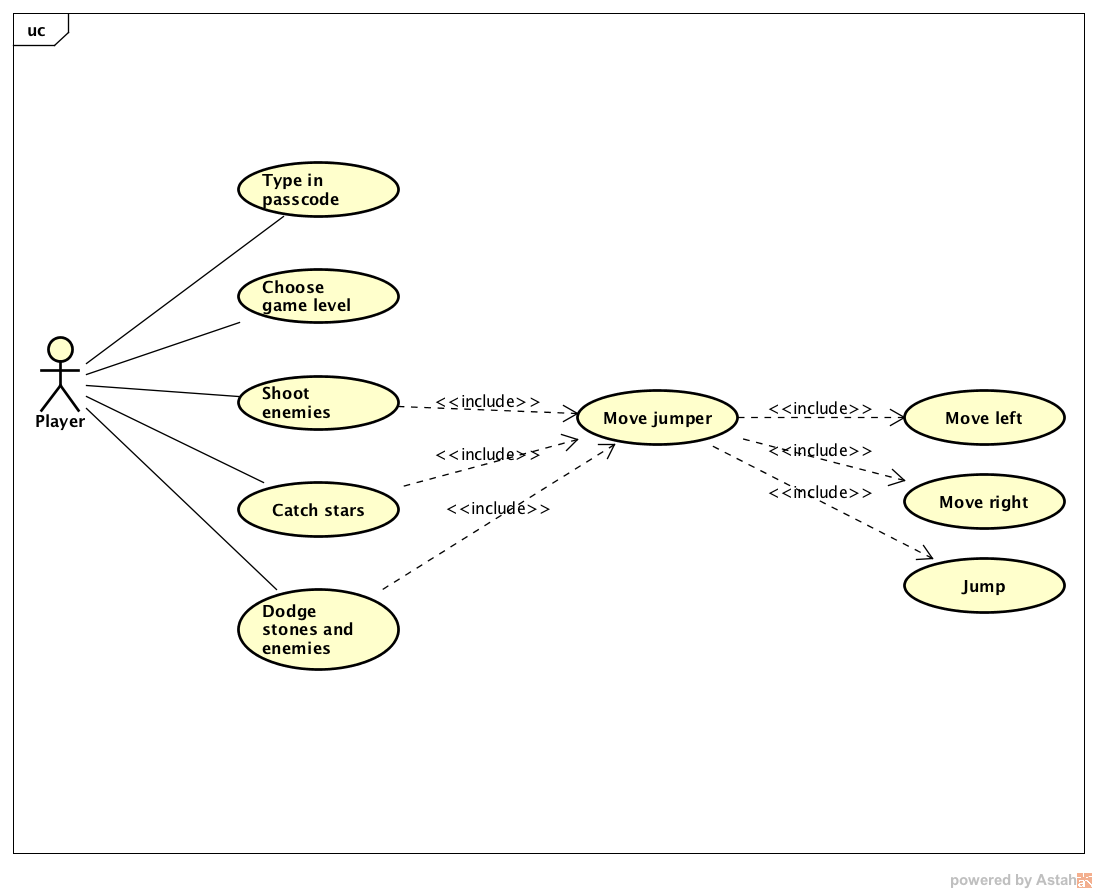 uc
Type in
passcode
Choose
game level
Player
Shoot
enemies
<<include>>
Move jumper
<<include>>
Move left
Catch stars
<<include>>
<<include>>
Move right
Dodge
stones and
enemies
<<include>>
<<include>>
Jump
powered by Astah